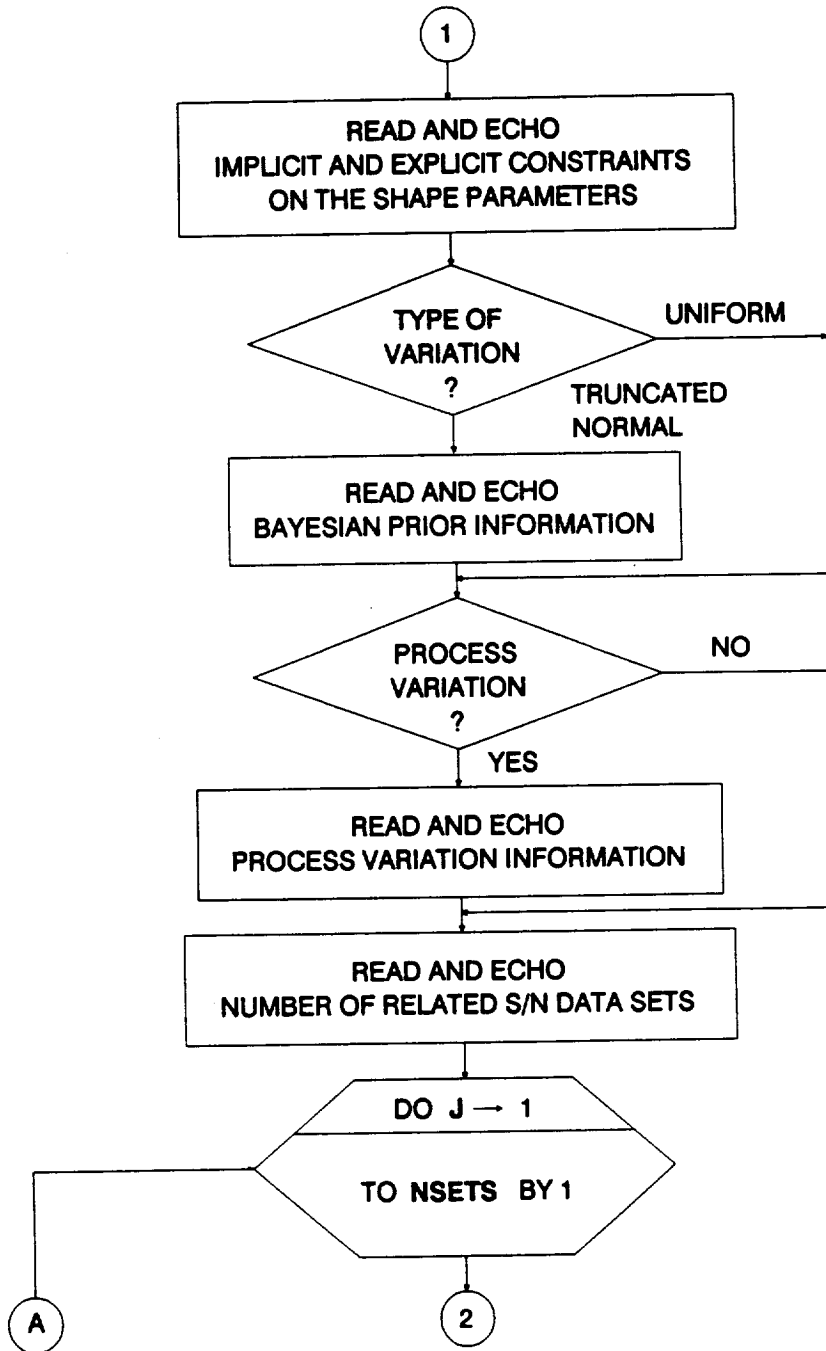 1
READ AND ECHO
IMPLICIT AND EXPLICIT CONSTRAINTS
ON THE SHAPE PARAMETERS
TYPE OF
VARIATION
?
UNIFORM
TRUNCATED
NORMAL
READ AND ECHO
BAYESIAN PRIOR INFORMATION
PROCESS
VARIATION
?
NO
YES
READ AND ECHO
PROCESS VARIATION INFORMATION
READ AND ECHO
NUMBER OF RELATED S/N DATA SETS
DO J → 1
TO NSETS BY 1
A
2